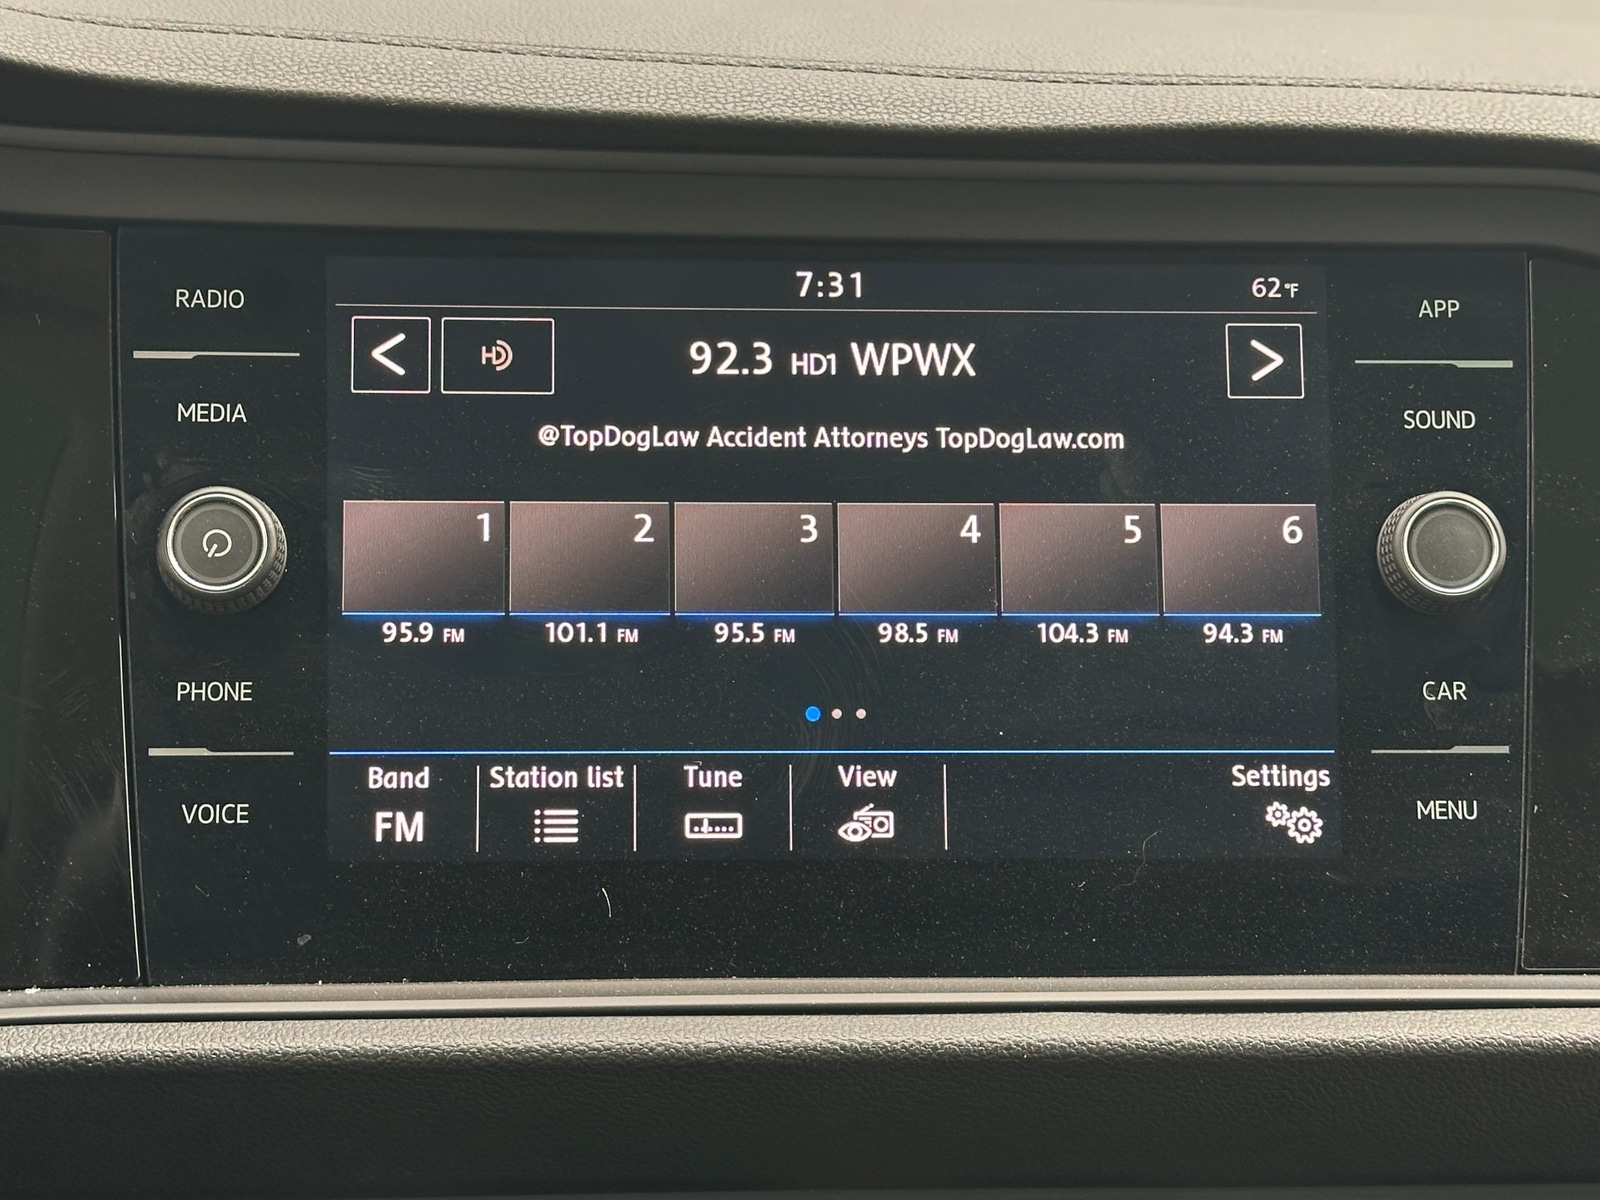 7:31
62°F
RADIO
APP
< HD 92.3 HD1 WPWX >
MEDIA
SOUND
@TopDogLaw Accident Attorneys TopDogLaw.com
1 2 3 4 5 6
95.9 FM 101.1 FM 95.5 FM 98.5 FM 104.3 FM 94.3 FM
PHONE
CAR
Band Station list Tune View Settings
FM
VOICE
MENU